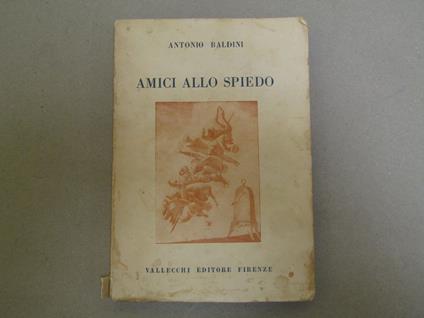 ANTONIO BALDINI
AMICI ALLO SPIEDO
VALLECCHI EDITORE FIRENZE